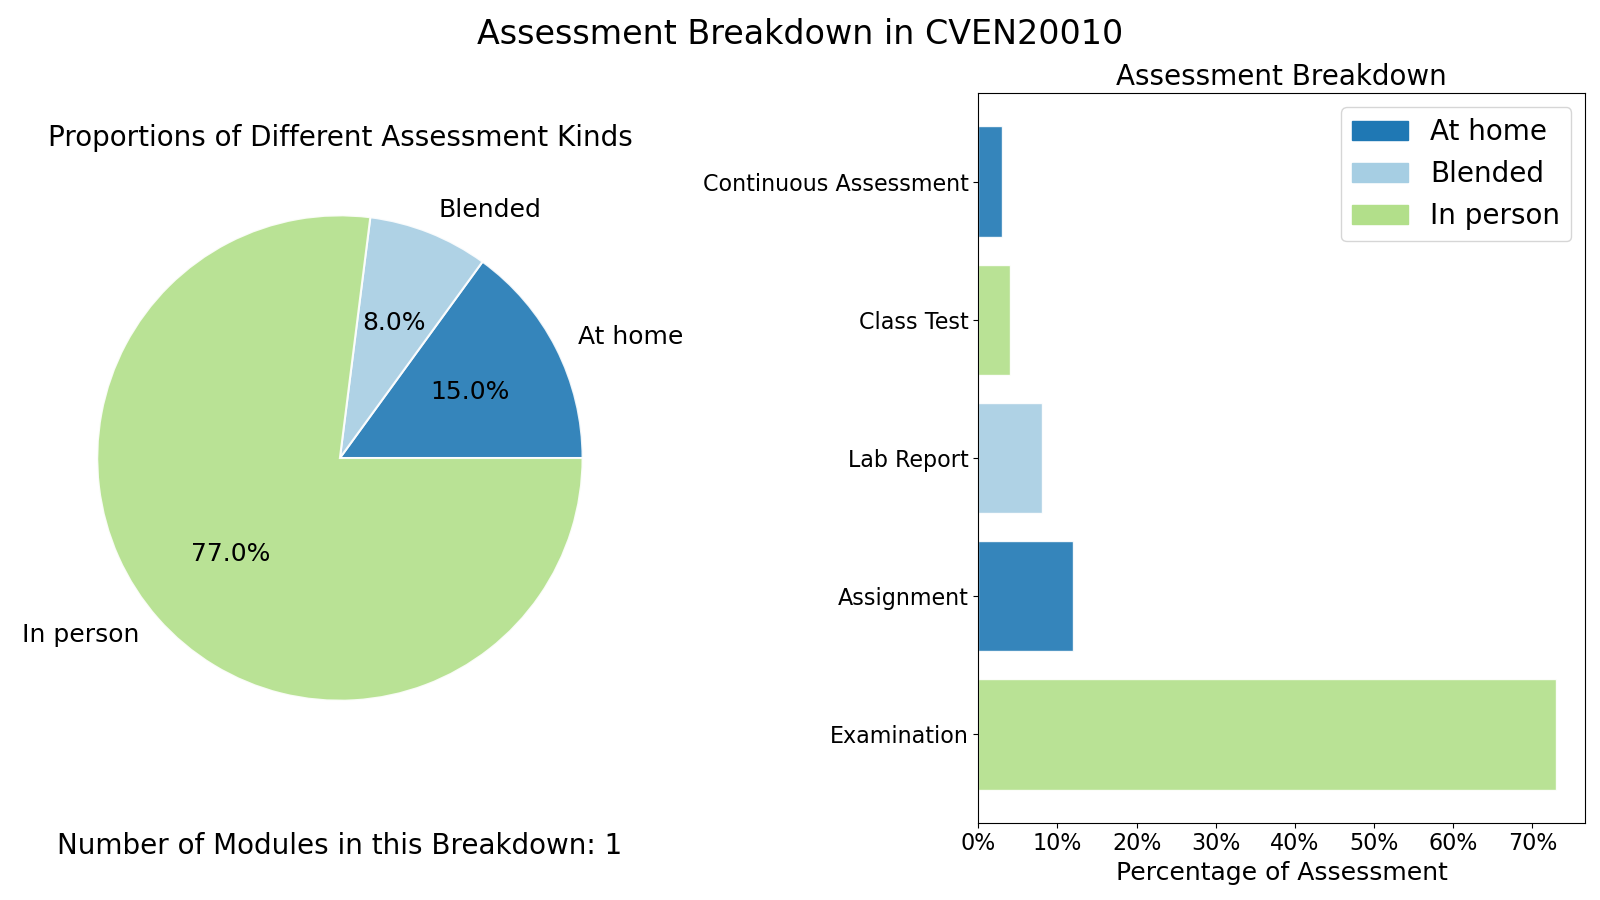 Assessment Breakdown in CVEN20010
Proportions of Different Assessment Kinds
Blended
At home
8.0%
15.0%
77.0%
In person
Number of Modules in this Breakdown: 1
Assessment Breakdown
At home
Blended
In person
Continuous Assessment
Class Test
Lab Report
Assignment
Examination
0% 10% 20% 30% 40% 50% 60% 70%
Percentage of Assessment